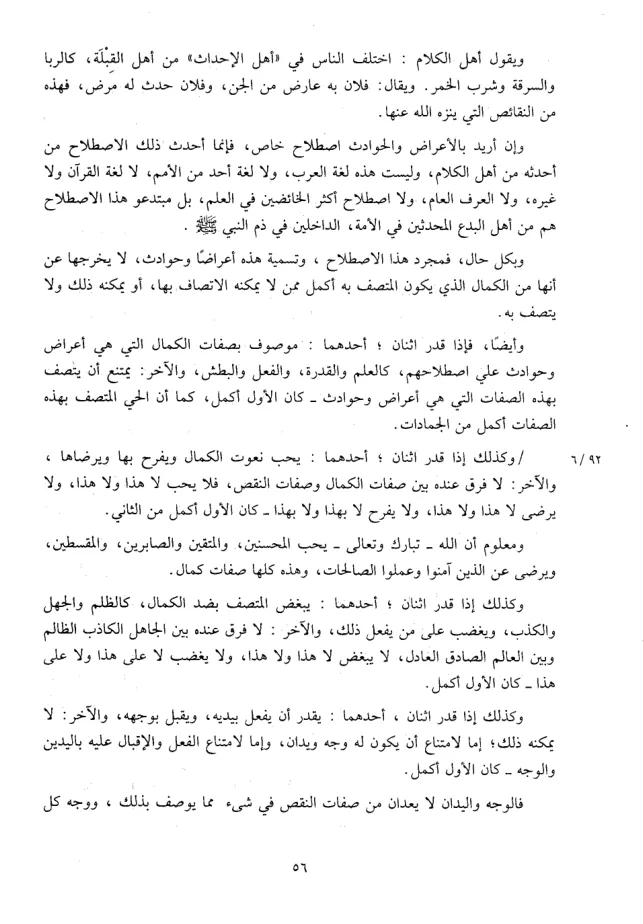 ويقول أهل الكلام : اختلف الناس في «أهل الإحداث» من أهل القِبْلَة، كالربا
والسرقة وشرب الخمر. ويقال: فلان به عارض من الجن، وفلان حدث له مرض، فهذه
من النقائص التي ينزه الله عنها.
وإن أريد بالأعراض والحوادث اصطلاح خاص، فإنما أحدث ذلك الاصطلاح من
أحدثه من أهل الكلام، وليست هذه لغة العرب، ولا لغة أحد من الأمم، لا لغة القرآن ولا
غيره، ولا العرف العام، ولا اصطلاح أكثر الخائضين في العلم، بل مبتدعو هذا الاصطلاح
هم من أهل البدع المحدثين في الأمة، الداخلين في ذم النبي ﷺ .
وبكل حال، فمجرد هذا الاصطلاح ، وتسمية هذه أعراضًا وحوادث، لا يخرجها عن
أنها من الكمال الذي يكون المتصف به أكمل ممن لا يمكنه الاتصاف بها، أو يمكنه ذلك ولا
يتصف به.
وأيضًا، فإذا قدر اثنان ؛ أحدهما : موصوف بصفات الكمال التي هي أعراض
وحوادث علي اصطلاحهم، كالعلم والقدرة، والفعل والبطش، والآخر: يمتنع أن يتصف
بهذه الصفات التي هي أعراض وحوادث ـ كان الأول أكمل، كما أن الحي المتصف بهذه
الصفات أكمل من الجمادات.
٦/٩٢ /وكذلك إذا قدر اثنان ؛ أحدهما : يحب نعوت الكمال ويفرح بها ويرضاها ،
والآخر: لا فرق عنده بين صفات الكمال وصفات النقص، فلا يحب لا هذا ولا هذا، ولا
يرضى لا هذا ولا هذا، ولا يفرح لا بهذا ولا بهذا ـ كان الأول أكمل من الثاني.
ومعلوم أن الله ـ تبارك وتعالى ـ يحب المحسنين، والمتقين والصابرين، والمقسطين،
ويرضى عن الذين آمنوا وعملوا الصالحات، وهذه كلها صفات كمال.
وكذلك إذا قدر اثنان ؛ أحدهما : يبغض المتصف بضد الكمال، كالظلم والجهل
والكذب، ويغضب على من يفعل ذلك، والآخر : لا فرق عنده بين الجاهل الكاذب الظالم
وبين العالم الصادق العادل، لا يبغض لا هذا ولا هذا، ولا يغضب لا على هذا ولا على
هذا ـ كان الأول أكمل.
وكذلك إذا قدر اثنان ، أحدهما : يقدر أن يفعل بيديه، ويقبل بوجهه، والآخر: لا
يمكنه ذلك؛ إما لامتناع أن يكون له وجه ويدان، وإما لامتناع الفعل والإقبال عليه باليدين
والوجه ـ كان الأول أكمل.
فالوجه واليدان لا يعدان من صفات النقص في شىء مما يوصف بذلك ، ووجه كل
٥٦